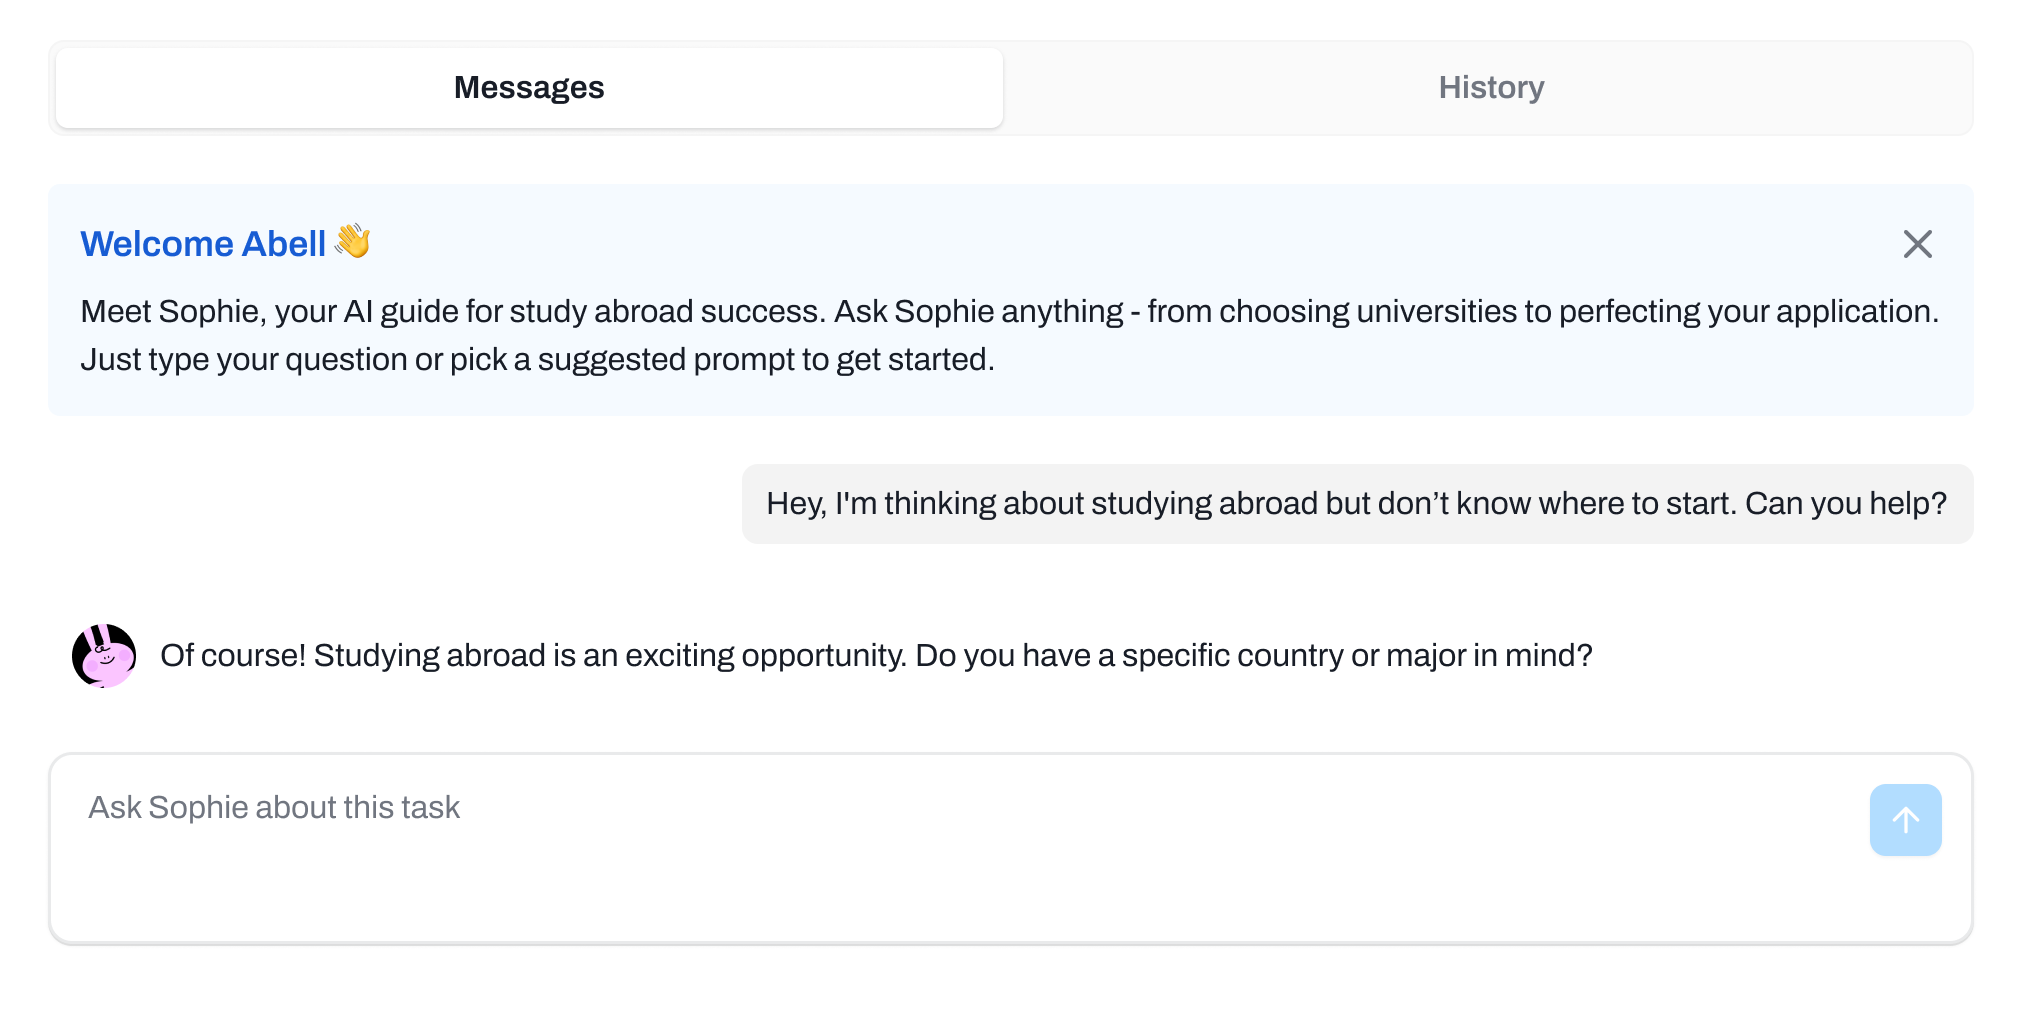 Messages
History
Welcome Abell 👋
Meet Sophie, your AI guide for study abroad success. Ask Sophie anything - from choosing universities to perfecting your application.
Just type your question or pick a suggested prompt to get started.
Hey, I'm thinking about studying abroad but don’t know where to start. Can you help?
Of course! Studying abroad is an exciting opportunity. Do you have a specific country or major in mind?
Ask Sophie about this task